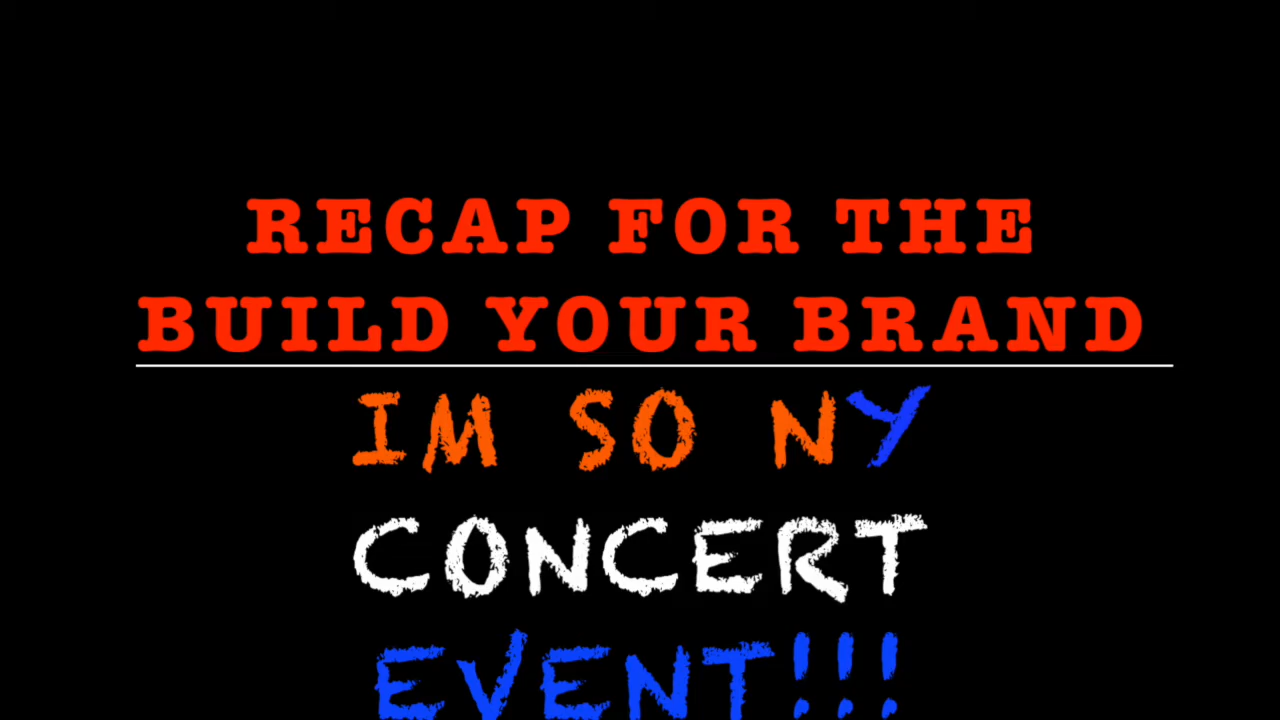 RECAP FOR THE
BUILD YOUR BRAND
IM SO NY
CONCERT
EVENT!!!